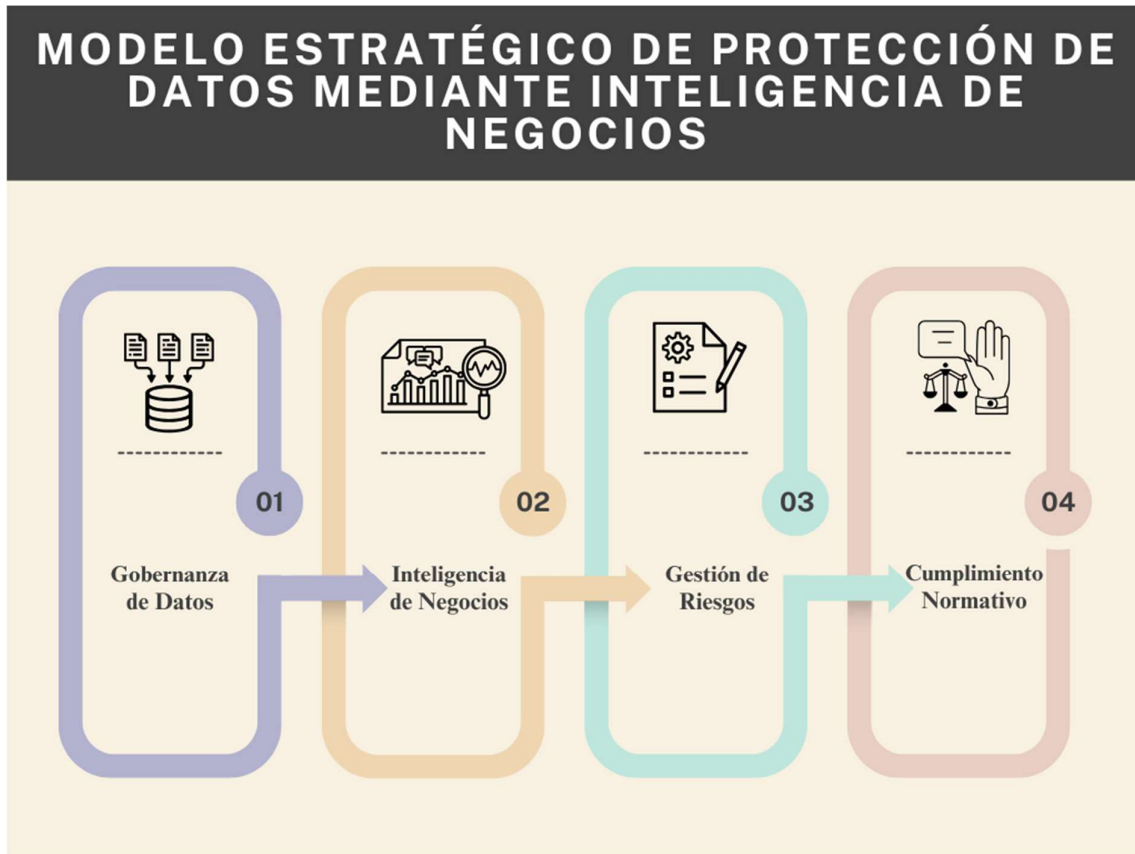 MODELO ESTRATÉGICO DE PROTECCIÓN DE
DATOS MEDIANTE INTELIGENCIA DE
NEGOCIOS
01
Gobernanza
de Datos
02
Inteligencia
de Negocios
03
Gestión de
Riesgos
04
Cumplimiento
Normativo